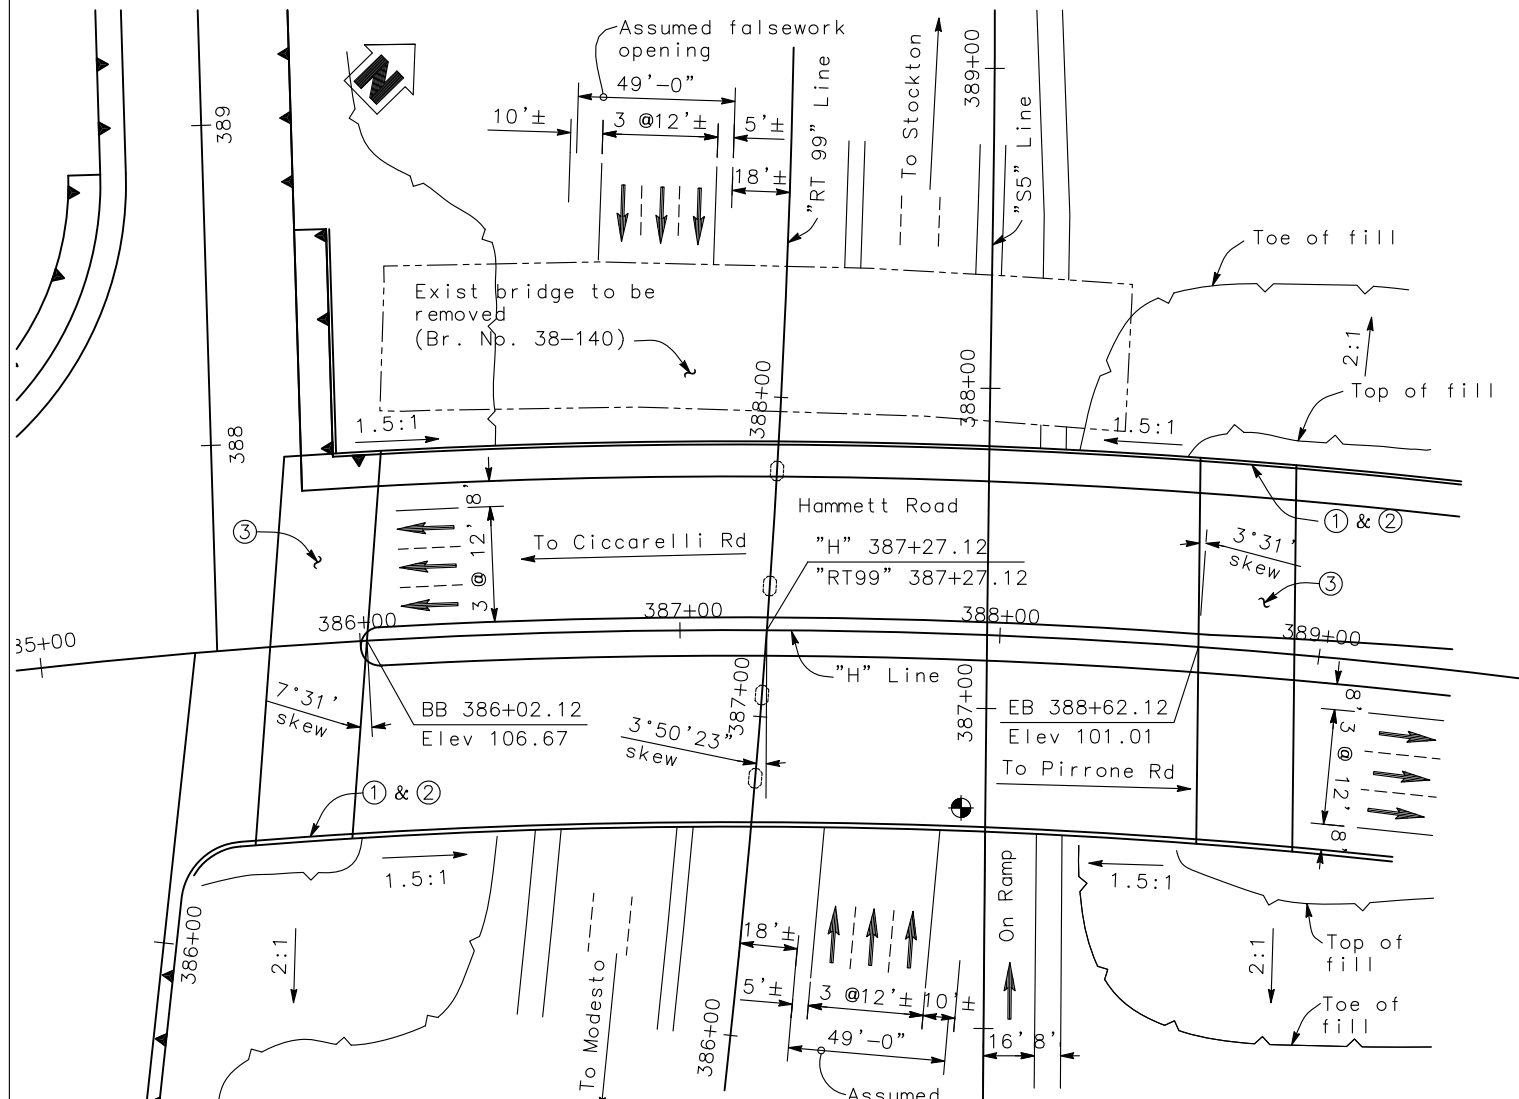 Assumed falsework
opening
49'-0"
10'±
3 @12'±
5'±
18'±
"RT 99" Line
To Stockton
389+00
"S5" Line
389
N
Toe of fill
Exist bridge to be
removed
(Br. No. 38-140)
2:1
Top of fill
388+00
388+00
388
1.5:1
1.5:1
8'
3 @ 12'
Hammett Road
1 & 2
3
To Ciccarelli Rd
"H" 387+27.12
"RT99" 387+27.12
3°31'
skew
3
386+00
387+00
388+00
389+00
35+00
"H" Line
7°31'
skew
BB 386+02.12
Elev 106.67
3°50'23"
skew
387+00
387+00
EB 388+62.12
Elev 101.01
To Pirrone Rd
8'
3 @ 12'
8'
1 & 2
1.5:1
1.5:1
On Ramp
386+00
2:1
18'±
5'±
3 @12'±
10'±
49'-0"
Assumed
16'
8'
To Modesto
386+00
2:1
Top of
fill
Toe of
fill